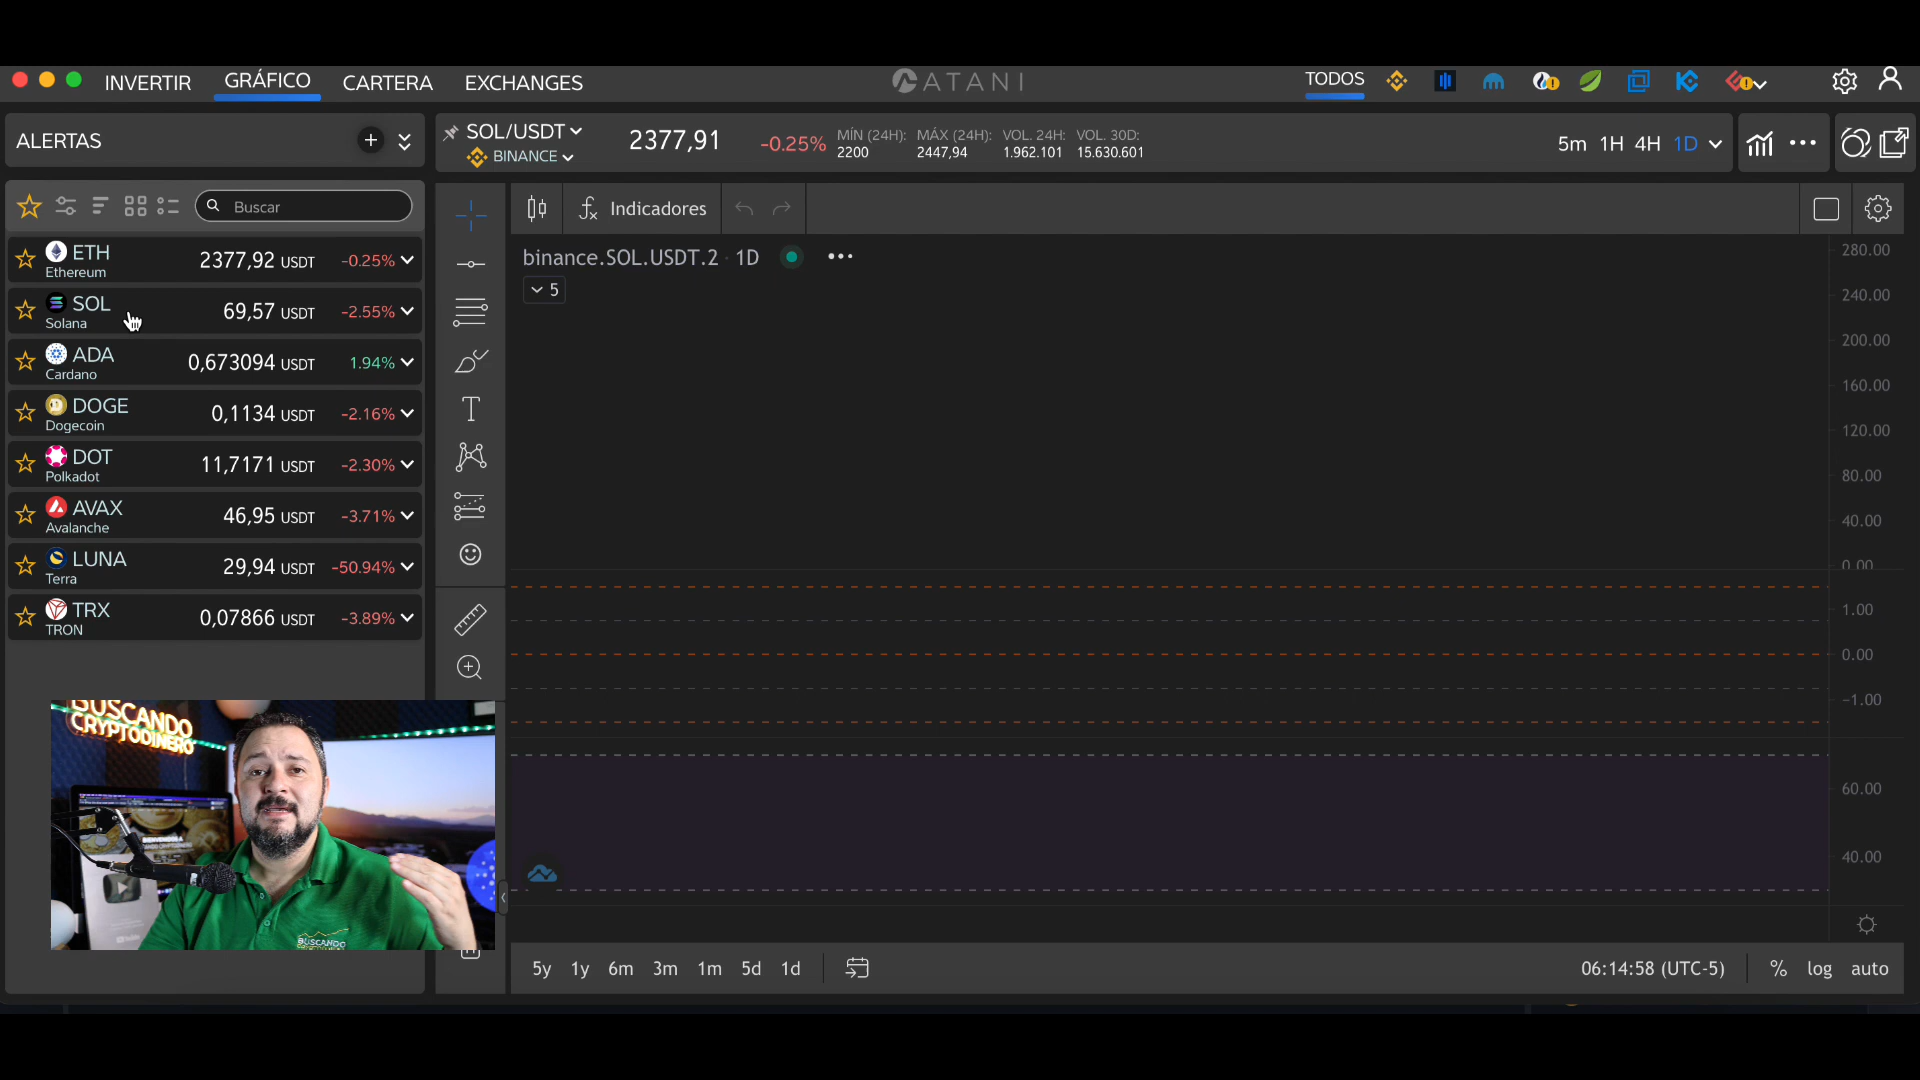 INVERTIR GRÁFICO CARTERA EXCHANGES ATANI TODOS
ALERTAS
SOL/USDT
BINANCE
2377,91
-0.25%
MÍN (24H): MÁX (24H): VOL. 24H: VOL. 30D:
2200 2447,94 1.962.101 15.630.601
5m 1H 4H 1D
Buscar
Indicadores
binance.SOL.USDT.2 · 1D
5
ETH 2377,92 USDT -0.25%
Ethereum
SOL 69,57 USDT -2.55%
Solana
ADA 0,673094 USDT 1.94%
Cardano
DOGE 0,1134 USDT -2.16%
Dogecoin
DOT 11,7171 USDT -2.30%
Polkadot
AVAX 46,95 USDT -3.71%
Avalanche
LUNA 29,94 USDT -50.94%
Terra
TRX 0,07866 USDT -3.89%
TRON
280.00
240.00
200.00
160.00
120.00
80.00
40.00
0.00
1.00
0.00
-1.00
60.00
40.00
BUSCANDO
CRYPTODINERO
BUSCANDO
5y 1y 6m 3m 1m 5d 1d
06:14:58 (UTC-5) % log auto